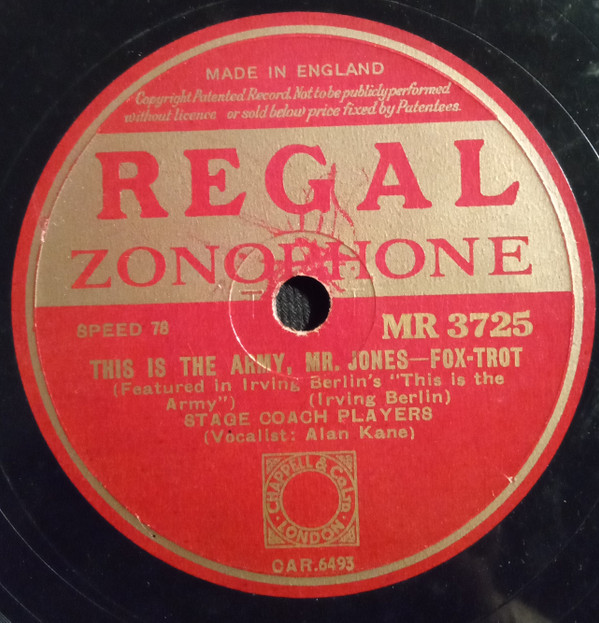 MADE IN ENGLAND
Copyright Patented Record. Not to be publicly performed
without licence or sold below price fixed by Patentees.
REGAL
ZONOPHONE
SPEED 78
MR 3725
THIS IS THE ARMY, MR. JONES—FOX-TROT
(Featured in Irving Berlin's "This is the
Army") (Irving Berlin)
STAGE COACH PLAYERS
(Vocalist: Alan Kane)
CHAPPELL & Co Ltd
LONDON
CAR.6493